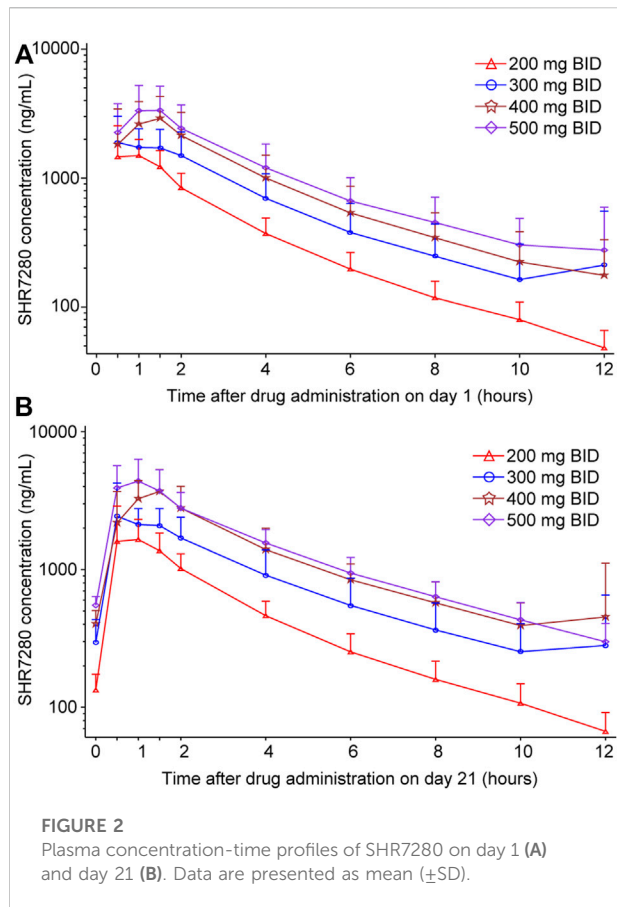 A
10000
1000
100
SHR7280 concentration (ng/mL)
200 mg BID
300 mg BID
400 mg BID
500 mg BID
0 1 2 4 6 8 10 12
Time after drug administration on day 1 (hours)
B
10000
1000
100
SHR7280 concentration (ng/mL)
200 mg BID
300 mg BID
400 mg BID
500 mg BID
0 1 2 4 6 8 10 12
Time after drug administration on day 21 (hours)
FIGURE 2
Plasma concentration-time profiles of SHR7280 on day 1 (A)
and day 21 (B). Data are presented as mean (±SD).